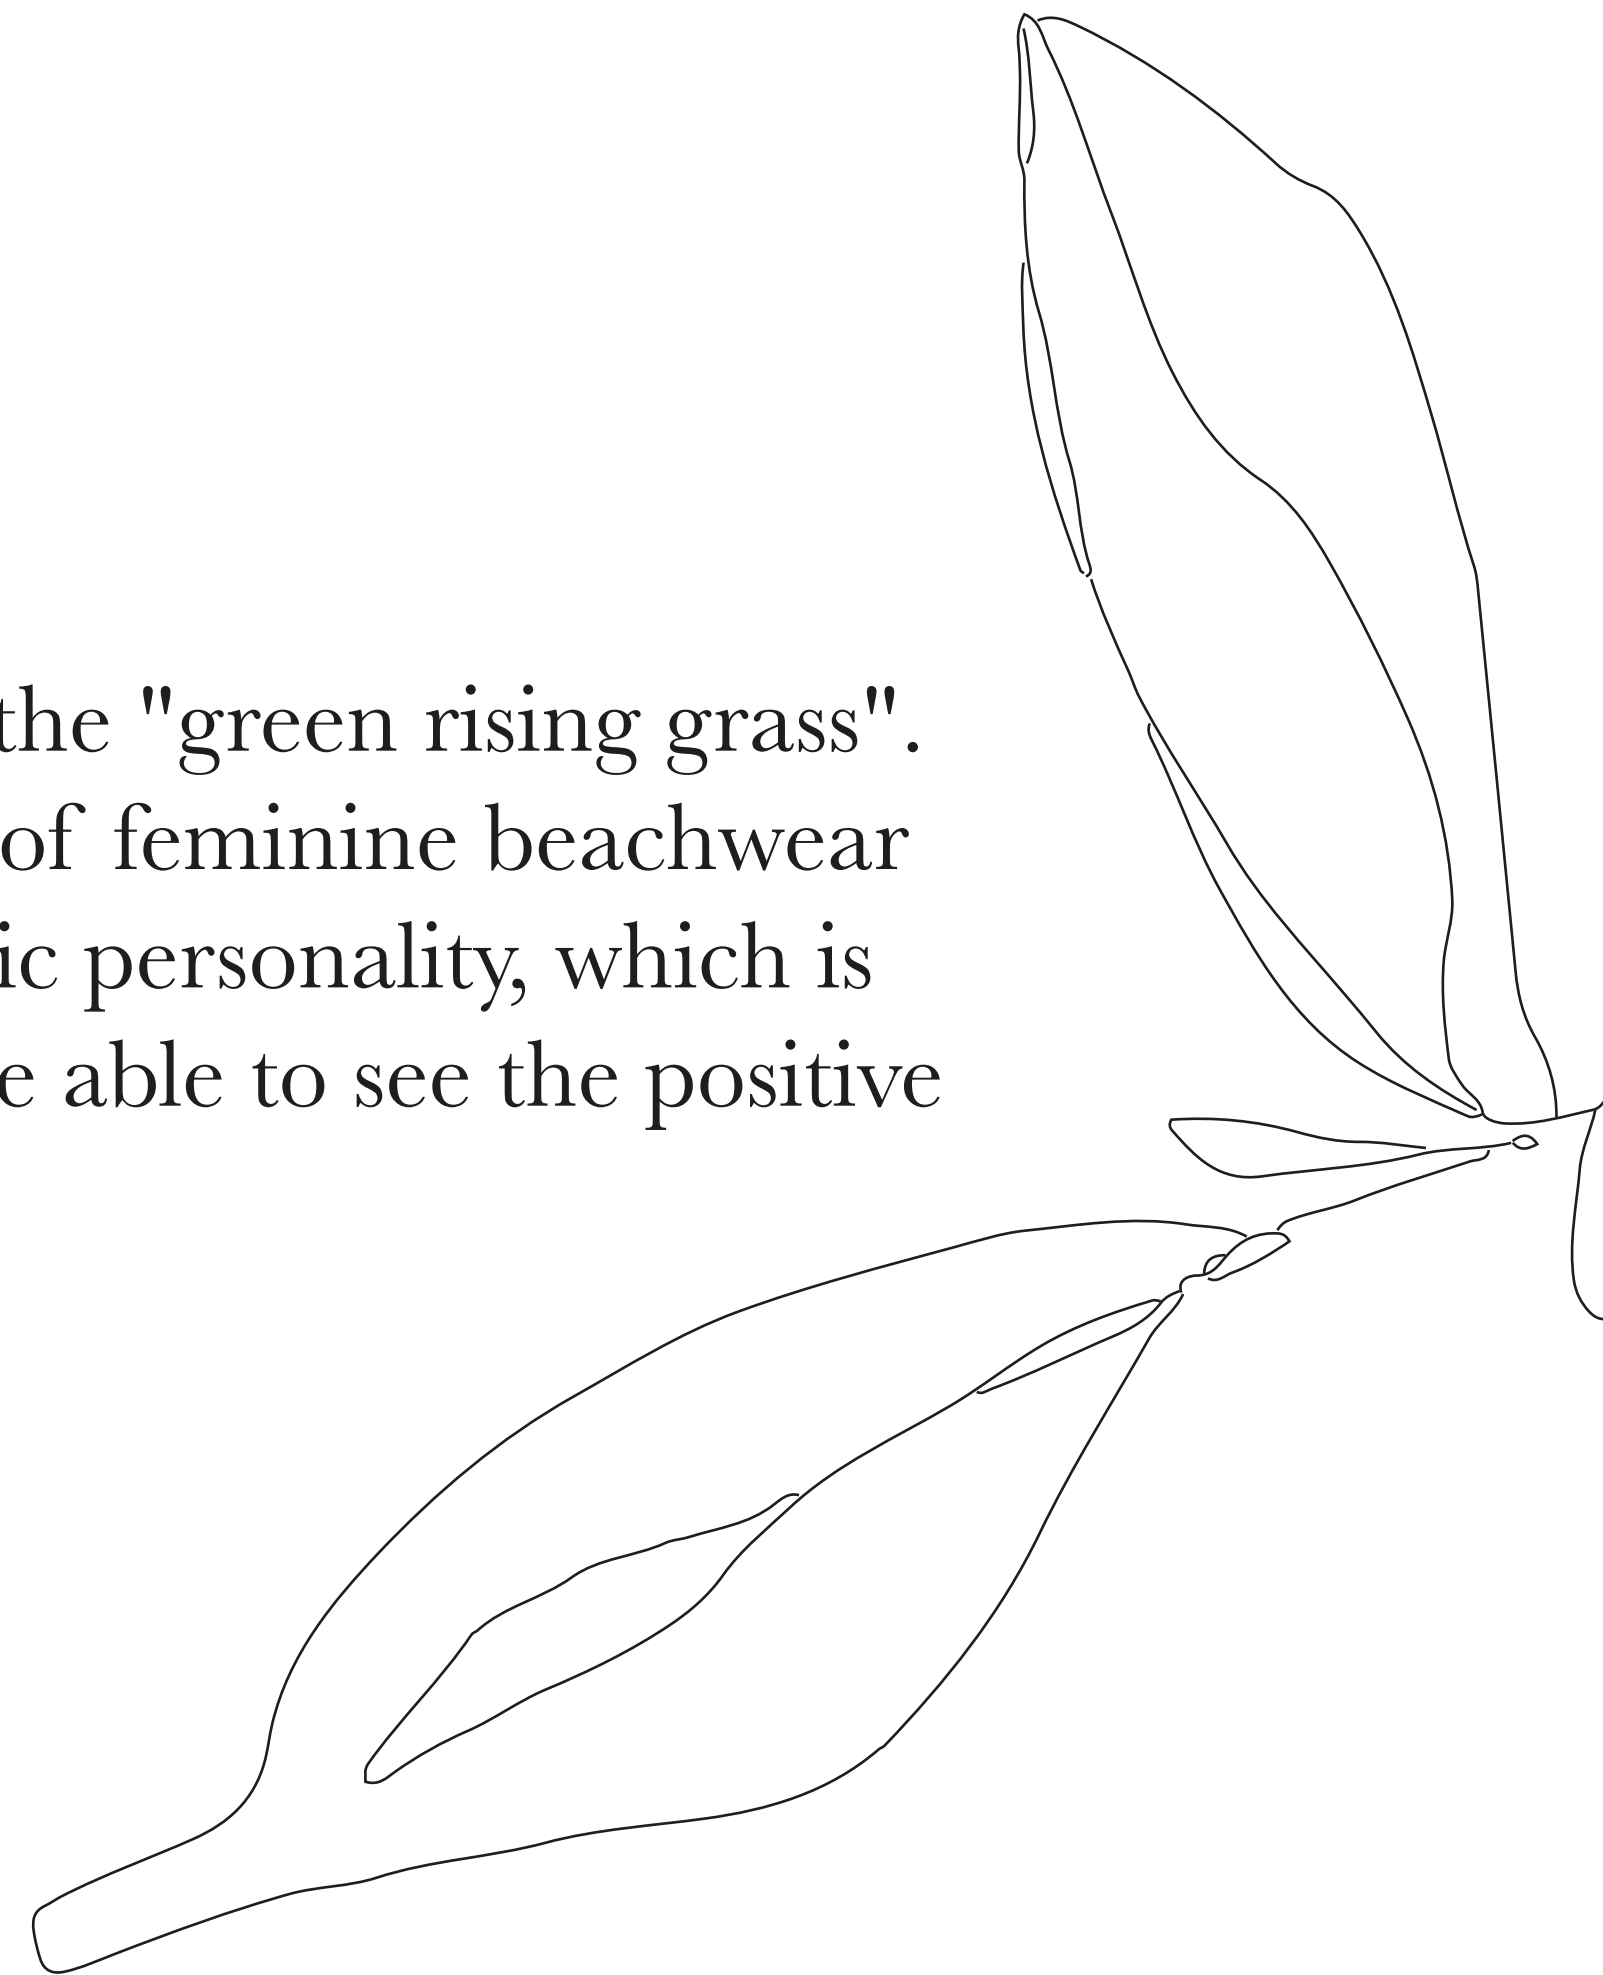 the "green rising grass" .
of feminine beachwear
ic personality, which is
e able to see the positive